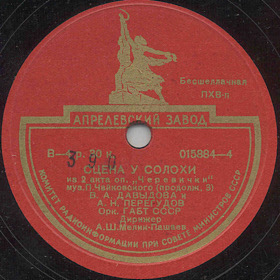 Бесшеллачная
ПХВ-п
АПРЕЛЕВСКИЙ ЗАВОД
015884—4
СЦЕНА У СОЛОХИ
из 2 акта оп. „Черевички"
муз. П. Чайковского (продолж. 3)
В. А. ДАВЫДОВА и
А. Н. ПЕРЕГУДОВ
Орк. ГАБТ СССР
Дирижер
А. Ш. Мелик-Пашаев
КОМИТЕТ РАДИОИНФОРМАЦИИ ПРИ СОВЕТЕ МИНИСТРОВ СССР